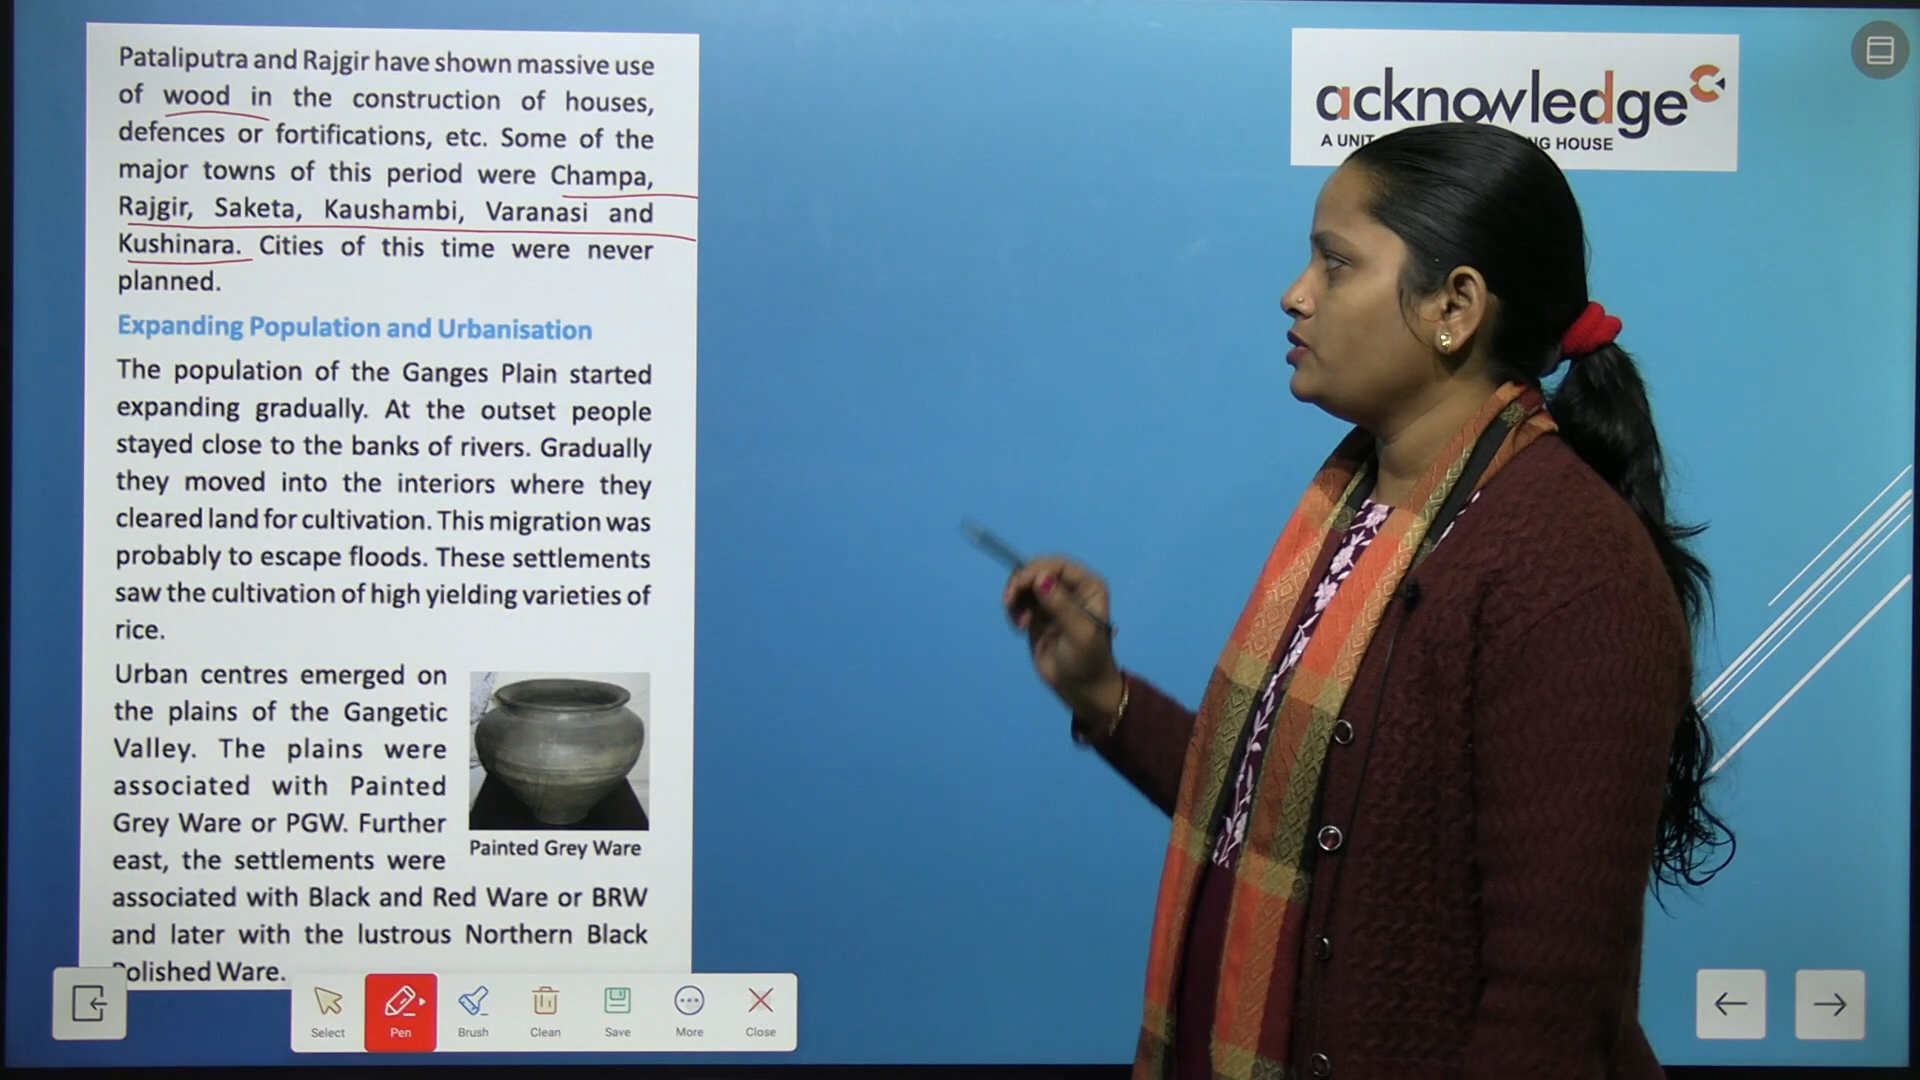 Pataliputra and Rajgir have shown massive use
of wood in the construction of houses,
defences or fortifications, etc. Some of the
major towns of this period were Champa,
Rajgir, Saketa, Kaushambi, Varanasi and
Kushinara. Cities of this time were never
planned.
Expanding Population and Urbanisation
The population of the Ganges Plain started
expanding gradually. At the outset people
stayed close to the banks of rivers. Gradually
they moved into the interiors where they
cleared land for cultivation. This migration was
probably to escape floods. These settlements
saw the cultivation of high yielding varieties of
rice.
Urban centres emerged on
the plains of the Gangetic
Valley. The plains were
associated with Painted
Grey Ware or PGW. Further
east, the settlements were
associated with Black and Red Ware or BRW
and later with the lustrous Northern Black
Polished Ware.
Painted Grey Ware
acknowledge
A UNIT HOUSE
Select
Pen
Brush
Clean
Save
More
Close